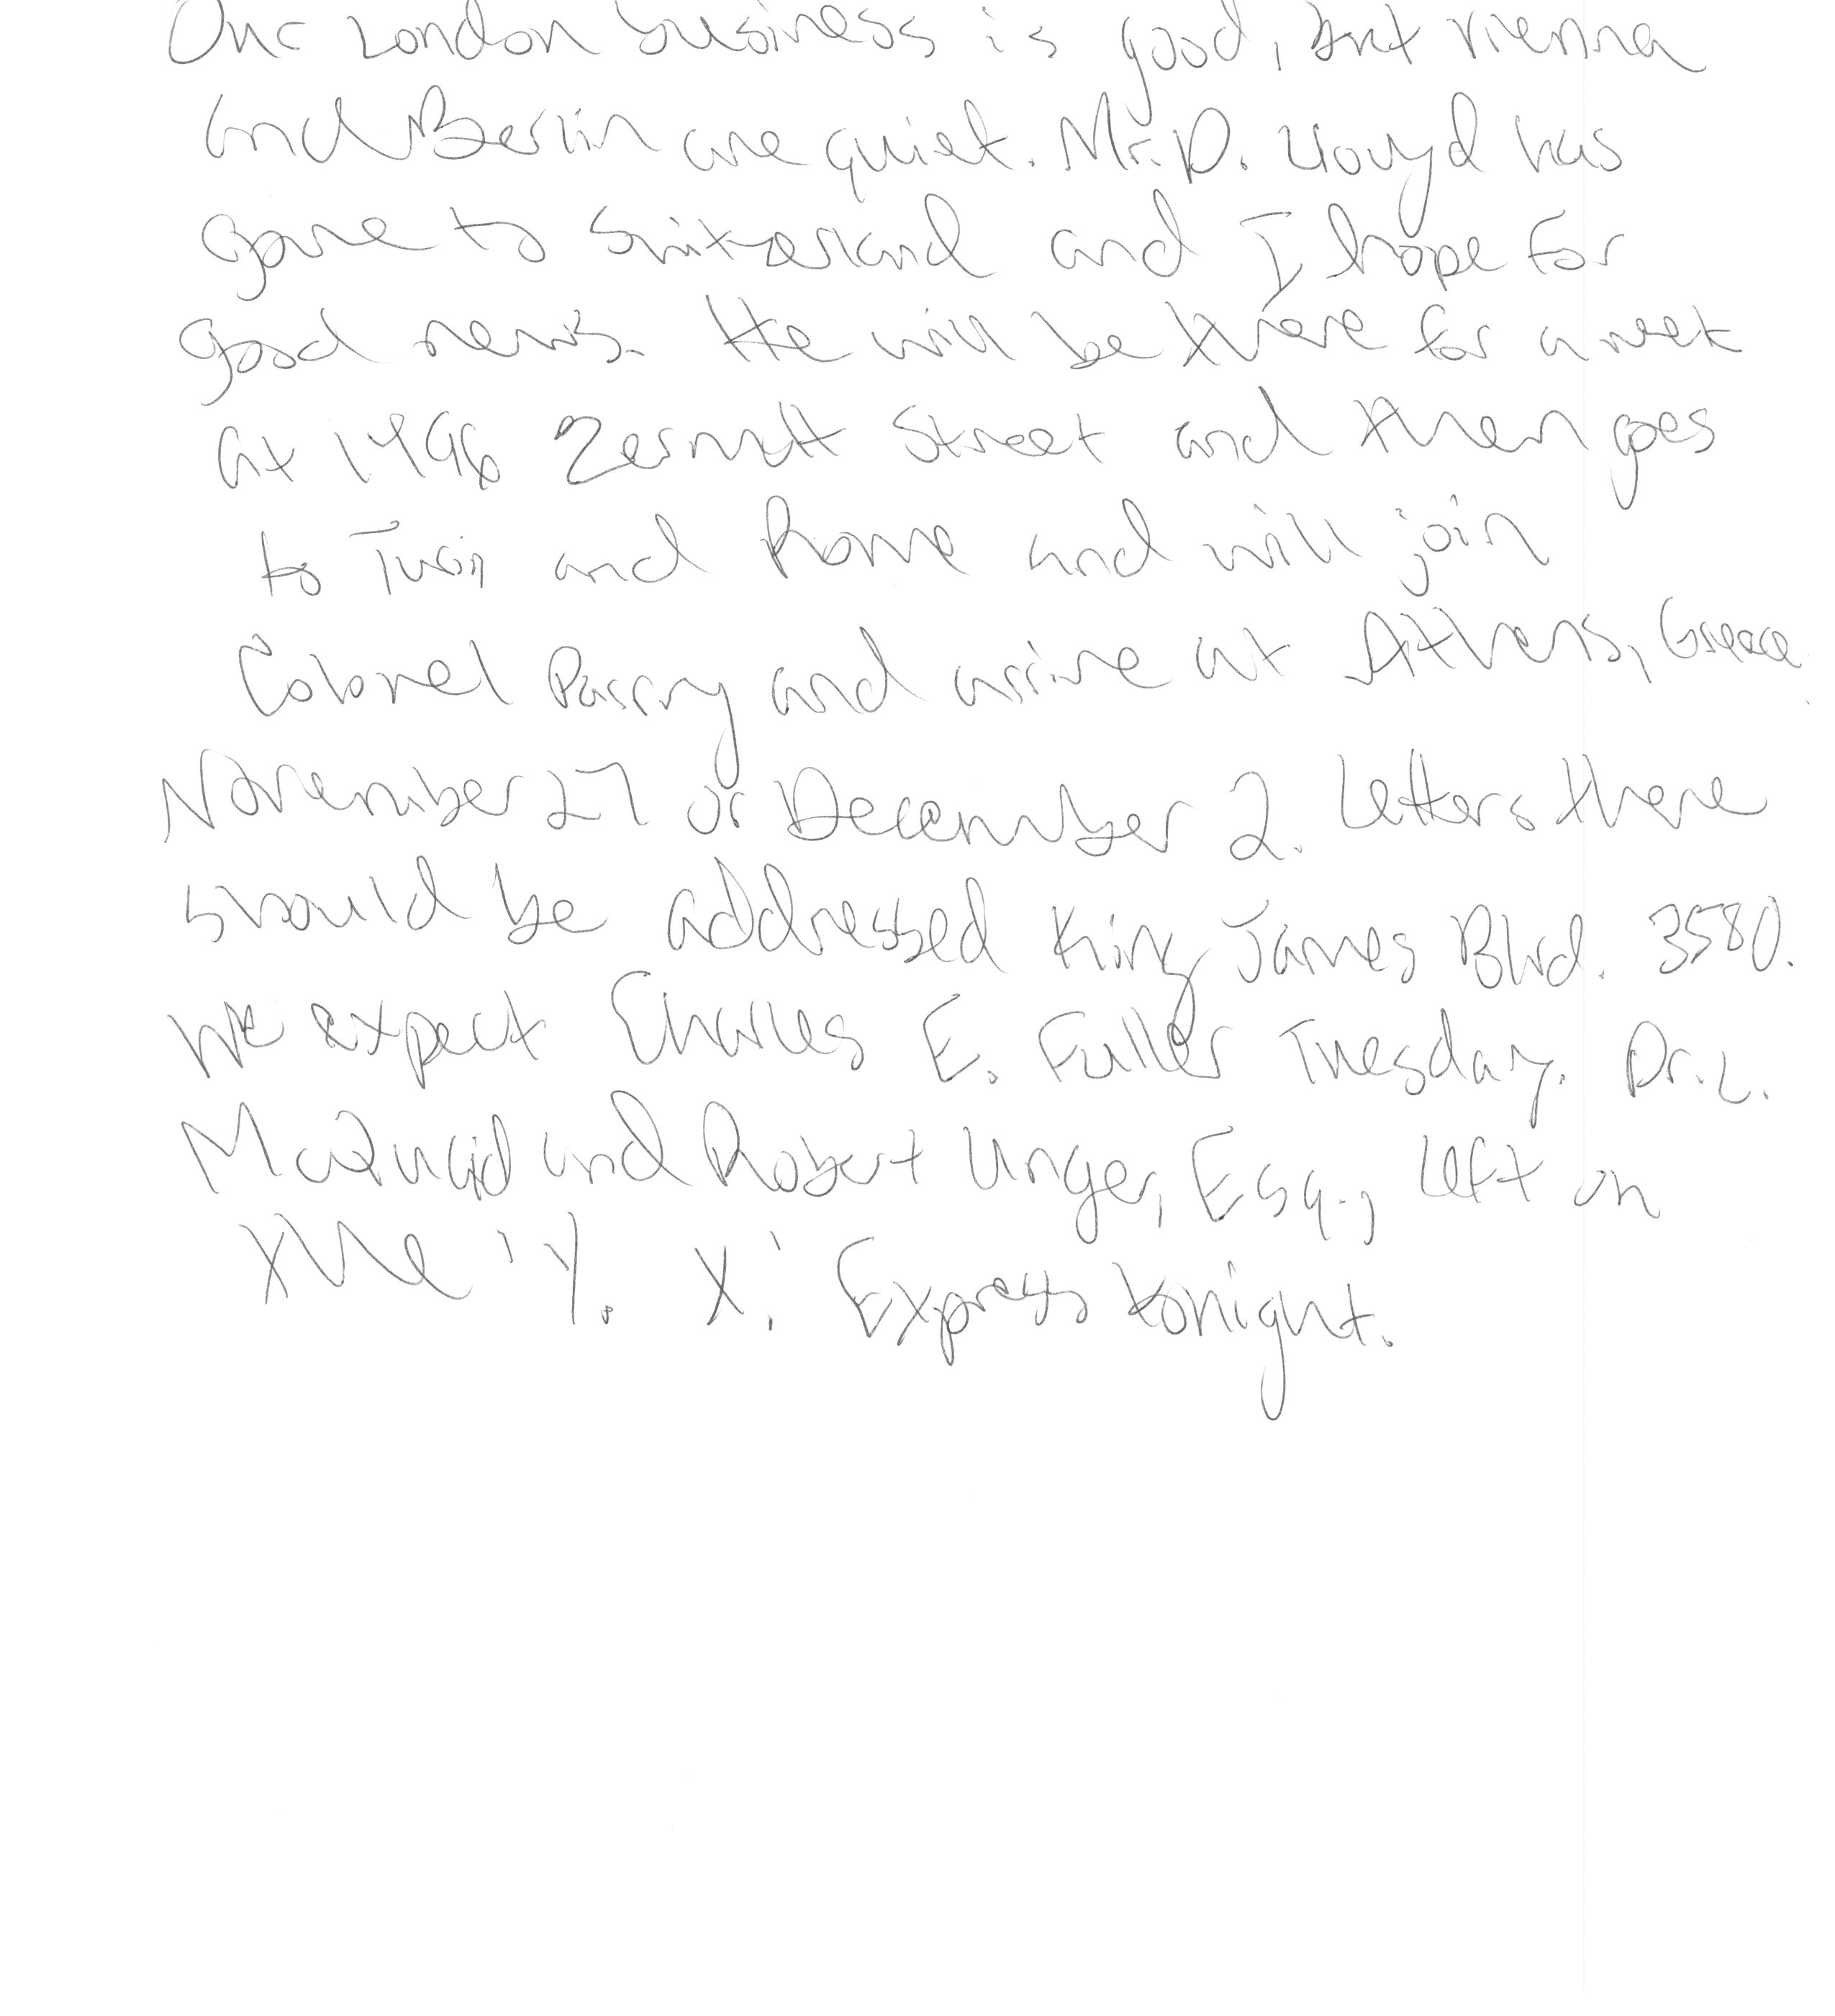 Our London business is good, but Vienna
and Berlin are quiet. Mr. D. Lloyd has
gone to Switzerland and I hope for
good news. He will be there for a week
at 1496 Zermott Street and then goes
to Turin and Rome and will join
Colonel Parry and arrive at Athens, Greece.
November 27 or December 2. Letters there
should be addressed King James Blvd. 3580.
We expect Charles E. Fuller Tuesday. Dr. L.
McQuaid and Robert Unger, Esq., left on
the 'Y. X.' Express tonight.